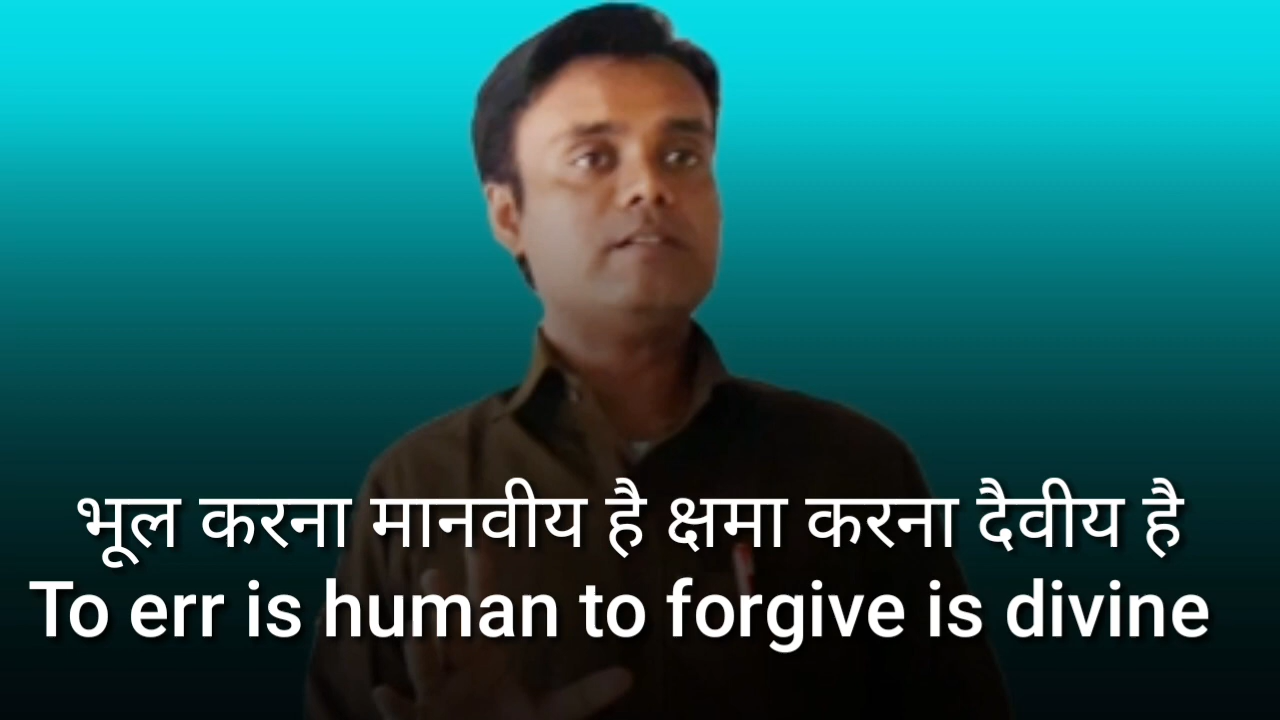 भूल करना मानवीय है क्षमा करना दैवीय है
To err is human to forgive is divine